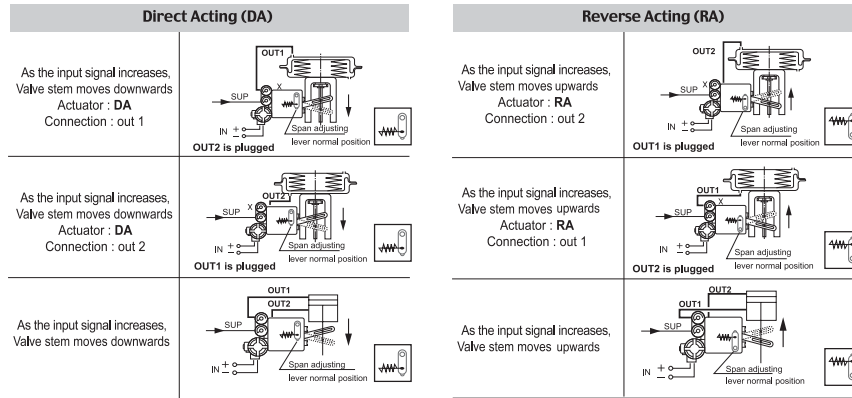 Direct Acting (DA)
As the input signal increases,
Valve stem moves downwards
Actuator : DA
Connection : out 1
OUT1
X
SUP
IN + −
Span adjusting
lever normal position
OUT2 is plugged
As the input signal increases,
Valve stem moves downwards
Actuator : DA
Connection : out 2
OUT2
X
SUP
IN + −
Span adjusting
lever normal position
OUT1 is plugged
As the input signal increases,
Valve stem moves downwards
OUT1
OUT2
SUP
IN + −
Span adjusting
lever normal position
Reverse Acting (RA)
As the input signal increases,
Valve stem moves upwards
Actuator : RA
Connection : out 2
OUT2
X
SUP
IN + −
Span adjusting
lever normal position
OUT1 is plugged
As the input signal increases,
Valve stem moves upwards
Actuator : RA
Connection : out 1
OUT1
X
SUP
IN + −
Span adjusting
lever normal position
OUT2 is plugged
As the input signal increases,
Valve stem moves upwards
OUT2
OUT1
SUP
IN + −
Span adjusting
lever normal position